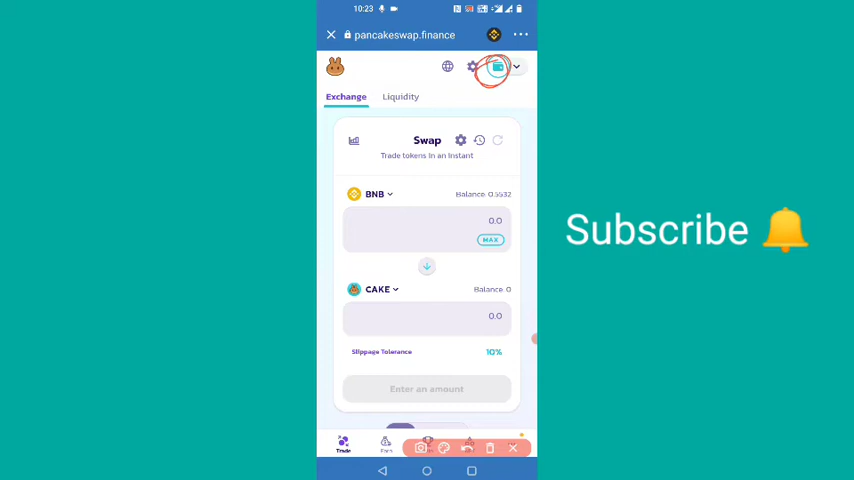 10:23
pancakeswap.finance
Exchange Liquidity
Swap
Trade tokens in an instant
BNB Balance: 0.5532
0.0
MAX
CAKE Balance: 0
0.0
Slippage Tolerance 10%
Enter an amount
Trade Earn
Subscribe